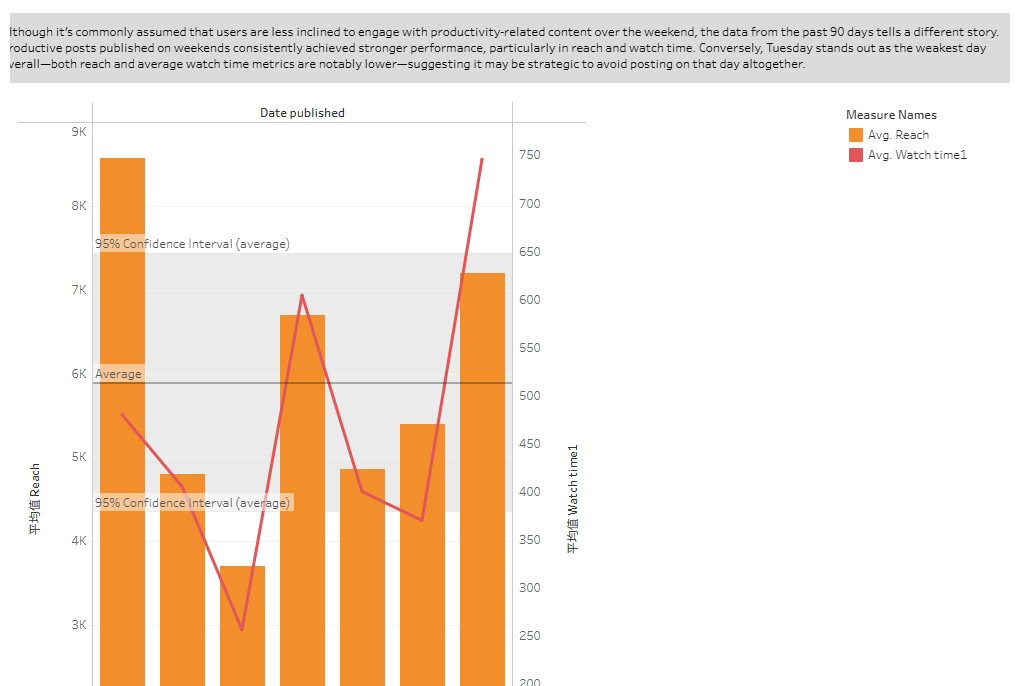 lthough it's commonly assumed that users are less inclined to engage with productivity-related content over the weekend, the data from the past 90 days tells a different story.
roductive posts published on weekends consistently achieved stronger performance, particularly in reach and watch time. Conversely, Tuesday stands out as the weakest day
verall—both reach and average watch time metrics are notably lower—suggesting it may be strategic to avoid posting on that day altogether.
Date published
Measure Names
Avg. Reach
Avg. Watch time1
9K
8K
7K
6K
5K
4K
3K
95% Confidence Interval (average)
Average
95% Confidence Interval (average)
750
700
650
600
550
500
450
400
350
300
250
200
平均值 Reach
平均值 Watch time1